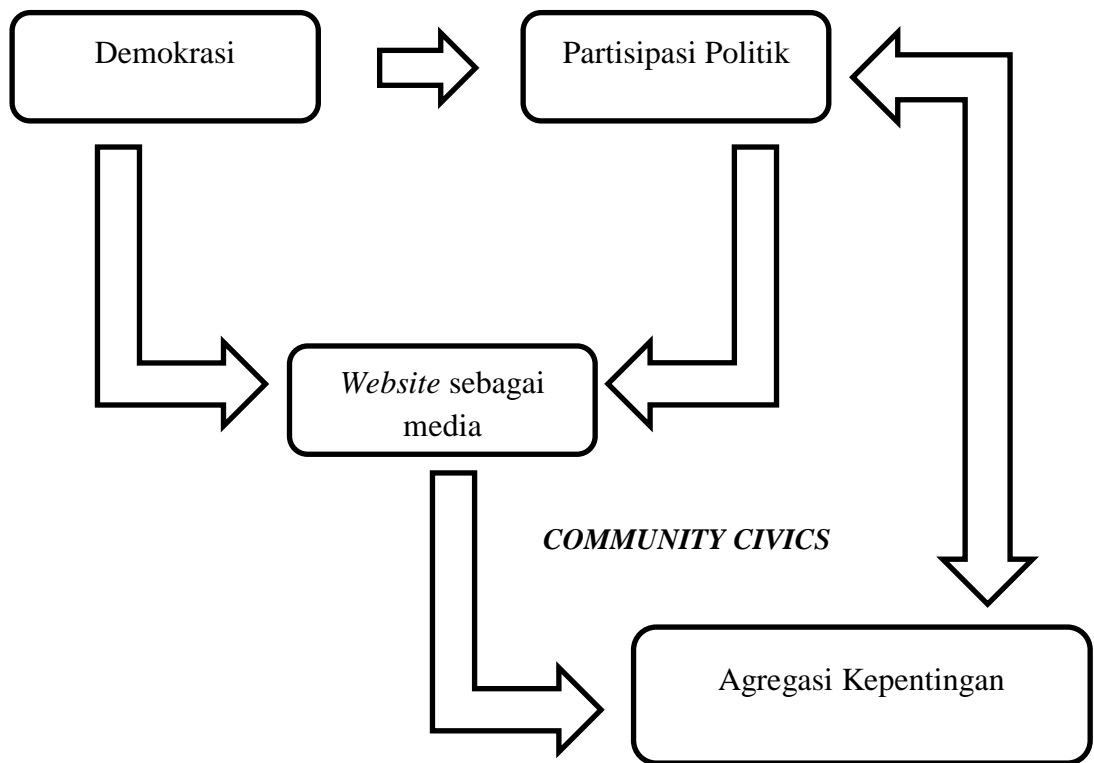 Demokrasi
Partisipasi Politik
Website sebagai
media
COMMUNITY CIVICS
Agregasi Kepentingan